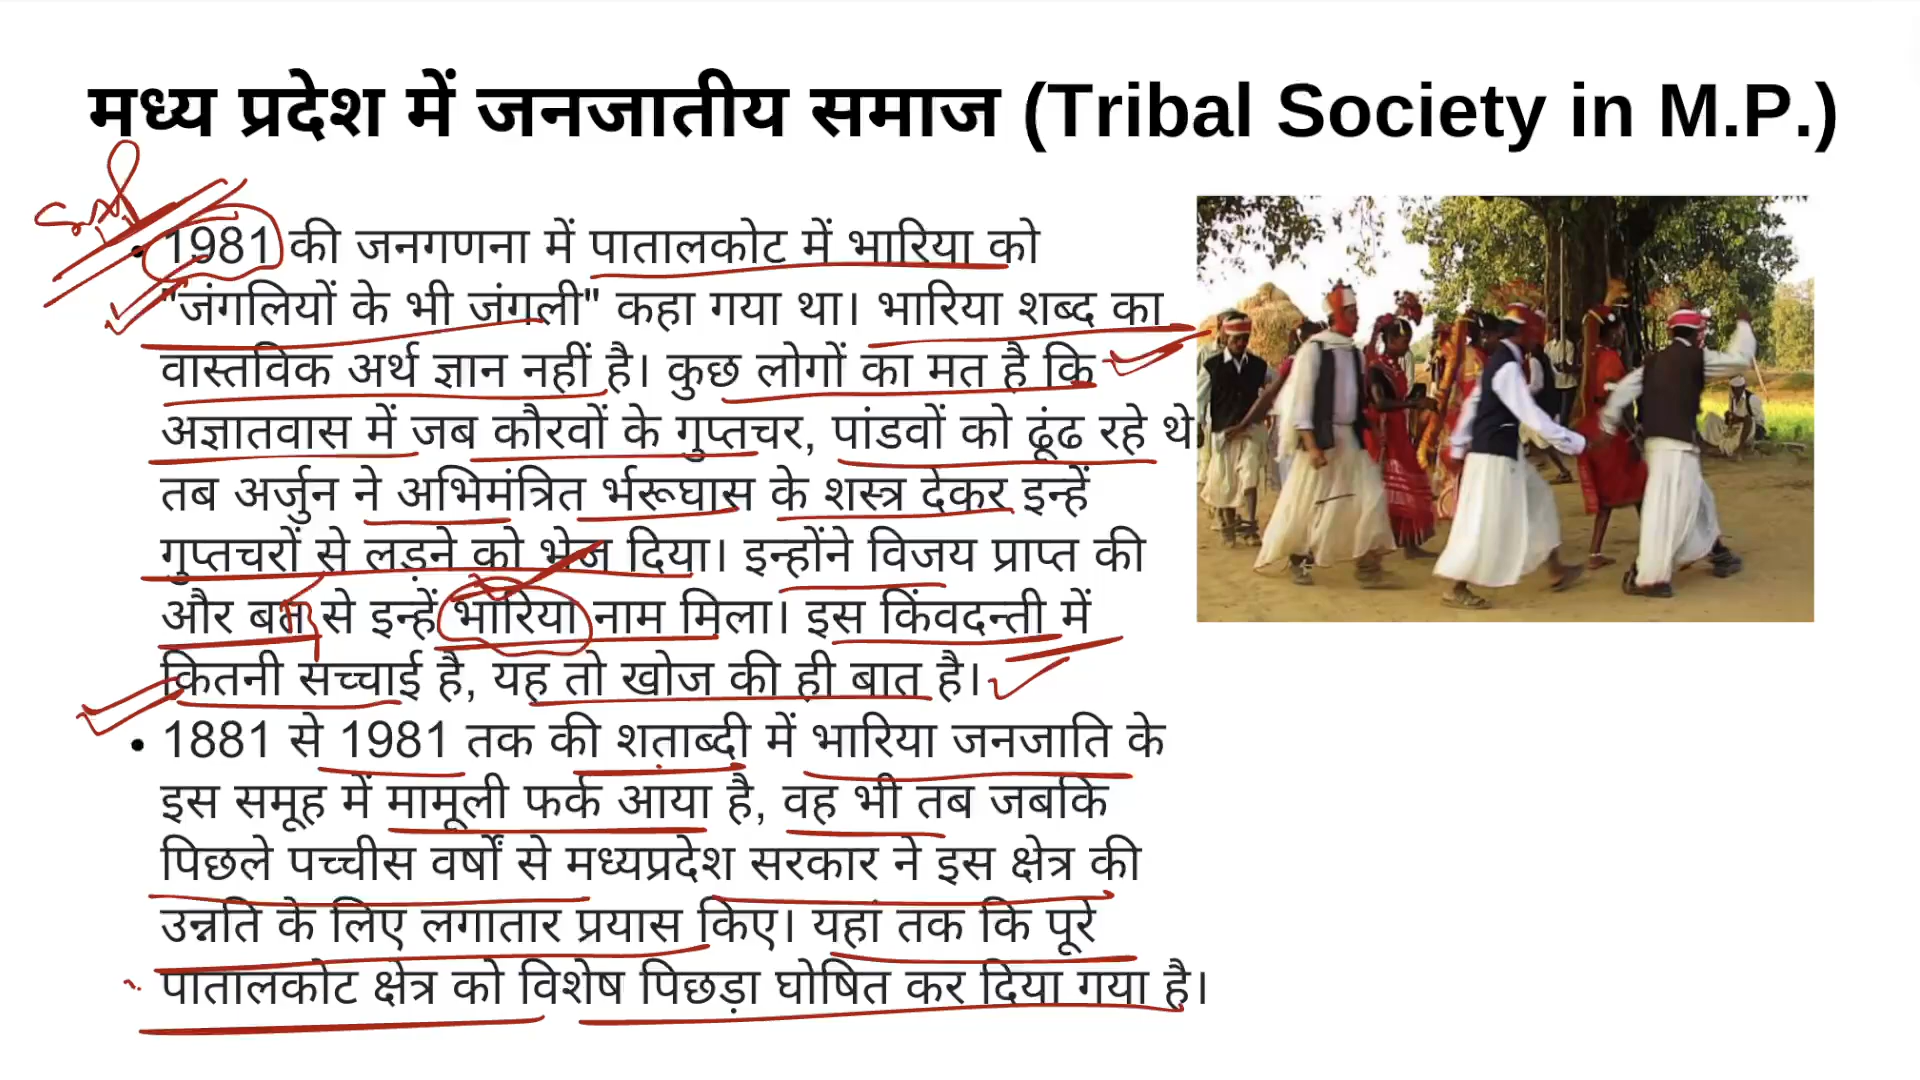 मध्य प्रदेश में जनजातीय समाज (Tribal Society in M.P.)
• 1981 की जनगणना में पातालकोट में भारिया को
"जंगलियों के भी जंगली" कहा गया था। भारिया शब्द का
वास्तविक अर्थ ज्ञान नहीं है। कुछ लोगों का मत है कि
अज्ञातवास में जब कौरवों के गुप्तचर, पांडवों को ढूंढ रहे थे
तब अर्जुन ने अभिमंत्रित र्भरूघास के शस्त्र देकर इन्हें
गुप्तचरों से लड़ने को भेज दिया। इन्होंने विजय प्राप्त की
और से इन्हें भारिया नाम मिला। इस किंवदन्ती में
कितनी सच्चाई है, यह तो खोज की ही बात है।
• 1881 से 1981 तक की शताब्दी में भारिया जनजाति के
इस समूह में मामूली फर्क आया है, वह भी तब जबकि
पिछले पच्चीस वर्षों से मध्यप्रदेश सरकार ने इस क्षेत्र की
उन्नति के लिए लगातार प्रयास किए। यहां तक कि पूरे
पातालकोट क्षेत्र को विशेष पिछड़ा घोषित कर दिया गया है।